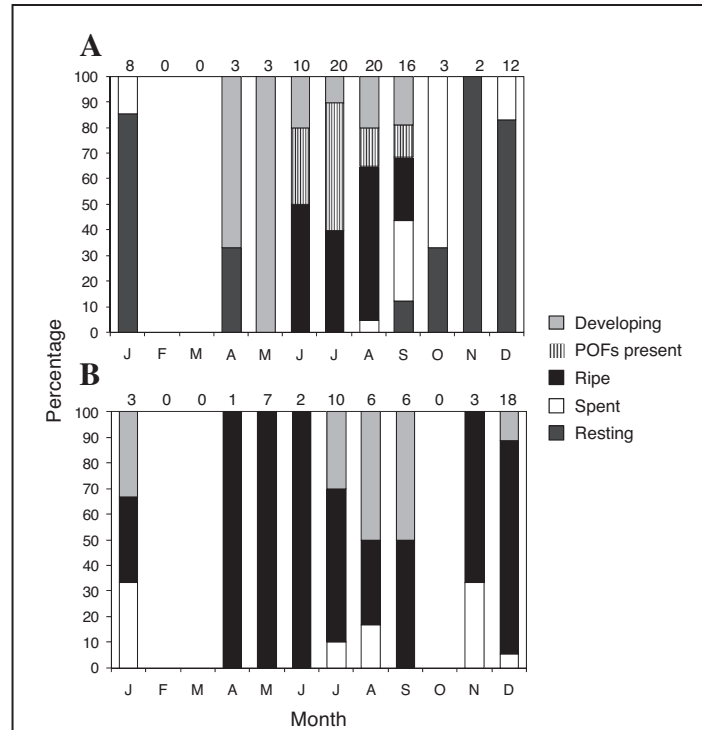 A
8 0 0 3 3 10 20 20 16 3 2 12
100
90
80
70
60
50
40
30
20
10
0
J F M A M J J A S O N D
Percentage
Developing
POFs present
Ripe
Spent
Resting
B
3 0 0 1 7 2 10 6 6 0 3 18
100
90
80
70
60
50
40
30
20
10
0
J F M A M J J A S O N D
Month